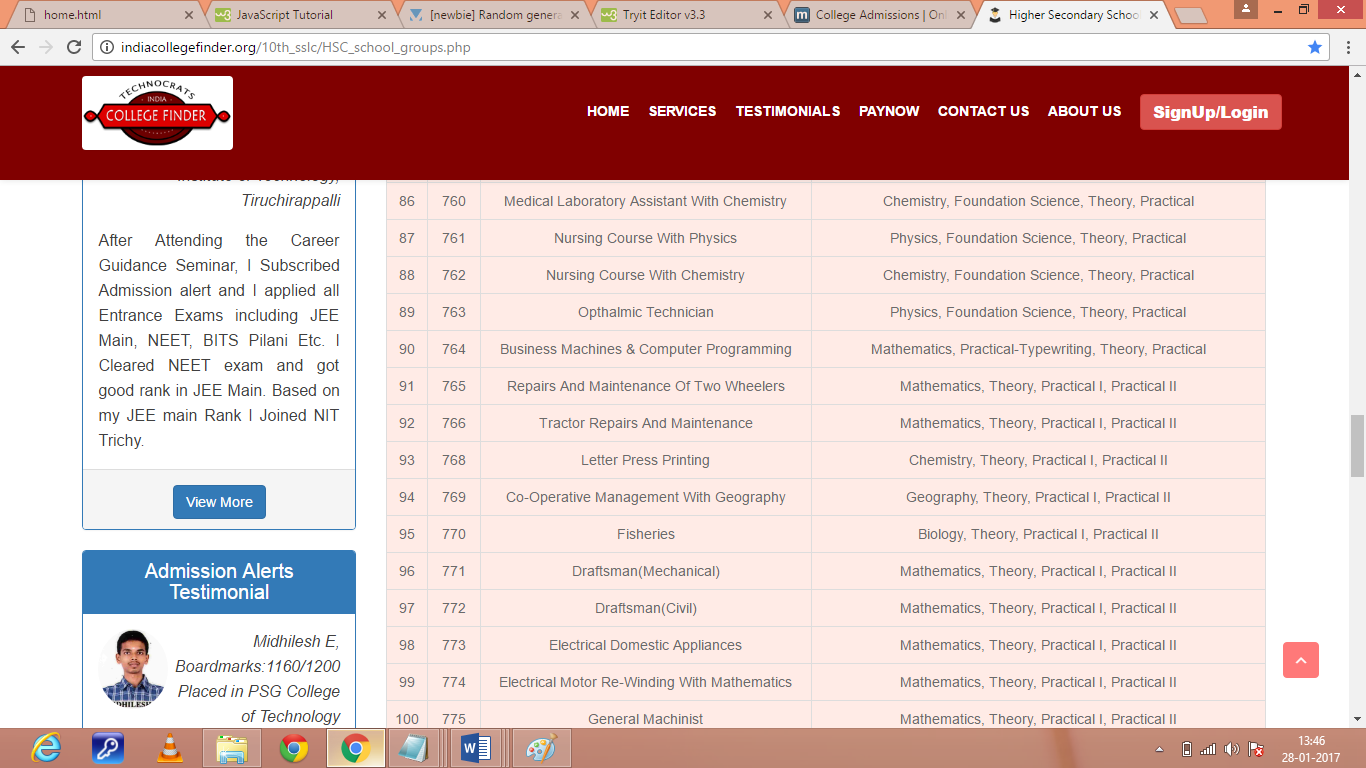 home.html
JavaScript Tutorial
[newbie] Random genera
Tryit Editor v3.3
College Admissions | Onl
Higher Secondary School
indiacollegefinder.org/10th_sslc/HSC_school_groups.php
TECHNOCRATS
INDIA
COLLEGE FINDER
HOME SERVICES TESTIMONIALS PAYNOW CONTACT US ABOUT US SignUp/Login
Institute of Technology,
Tiruchirappalli
After Attending the Career
Guidance Seminar, I Subscribed
Admission alert and I applied all
Entrance Exams including JEE
Main, NEET, BITS Pilani Etc. I
Cleared NEET exam and got
good rank in JEE Main. Based on
my JEE main Rank I Joined NIT
Trichy.
View More
Admission Alerts
Testimonial
MIDHILESH
Midhilesh E,
Boardmarks:1160/1200
Placed in PSG College
of Technology
86 760 Medical Laboratory Assistant With Chemistry Chemistry, Foundation Science, Theory, Practical
87 761 Nursing Course With Physics Physics, Foundation Science, Theory, Practical
88 762 Nursing Course With Chemistry Chemistry, Foundation Science, Theory, Practical
89 763 Opthalmic Technician Physics, Foundation Science, Theory, Practical
90 764 Business Machines & Computer Programming Mathematics, Practical-Typewriting, Theory, Practical
91 765 Repairs And Maintenance Of Two Wheelers Mathematics, Theory, Practical I, Practical II
92 766 Tractor Repairs And Maintenance Mathematics, Theory, Practical I, Practical II
93 768 Letter Press Printing Chemistry, Theory, Practical I, Practical II
94 769 Co-Operative Management With Geography Geography, Theory, Practical I, Practical II
95 770 Fisheries Biology, Theory, Practical I, Practical II
96 771 Draftsman(Mechanical) Mathematics, Theory, Practical I, Practical II
97 772 Draftsman(Civil) Mathematics, Theory, Practical I, Practical II
98 773 Electrical Domestic Appliances Mathematics, Theory, Practical I, Practical II
99 774 Electrical Motor Re-Winding With Mathematics Mathematics, Theory, Practical I, Practical II
100 775 General Machinist Mathematics, Theory, Practical I, Practical II
13:46
28-01-2017